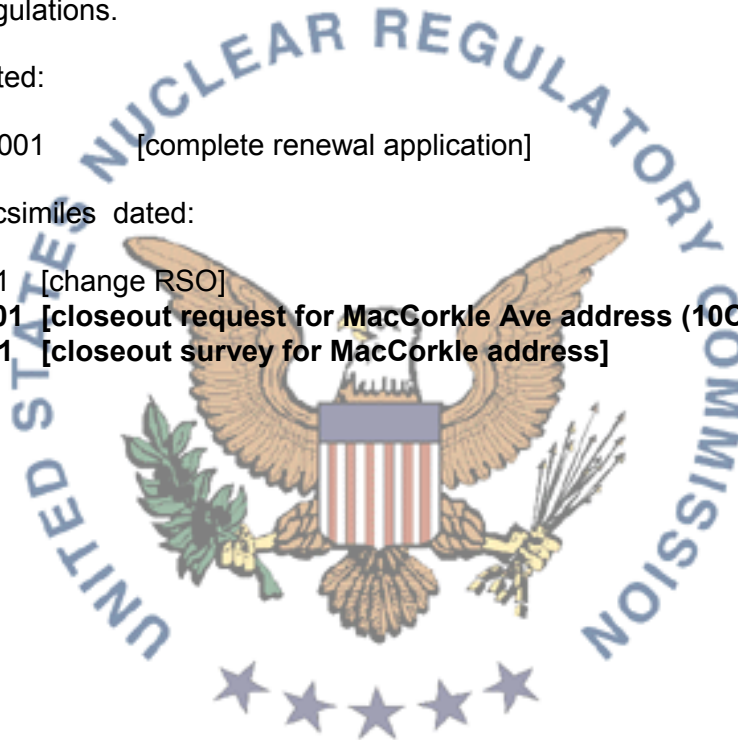 gulations.
ted:
001 [complete renewal application]
csimiles dated:
1 [change RSO]
01 [closeout request for MacCorkle Ave address (10C
1 [closeout survey for MacCorkle address]
UNITED STATES NUCLEAR REGULATORY COMMISSION